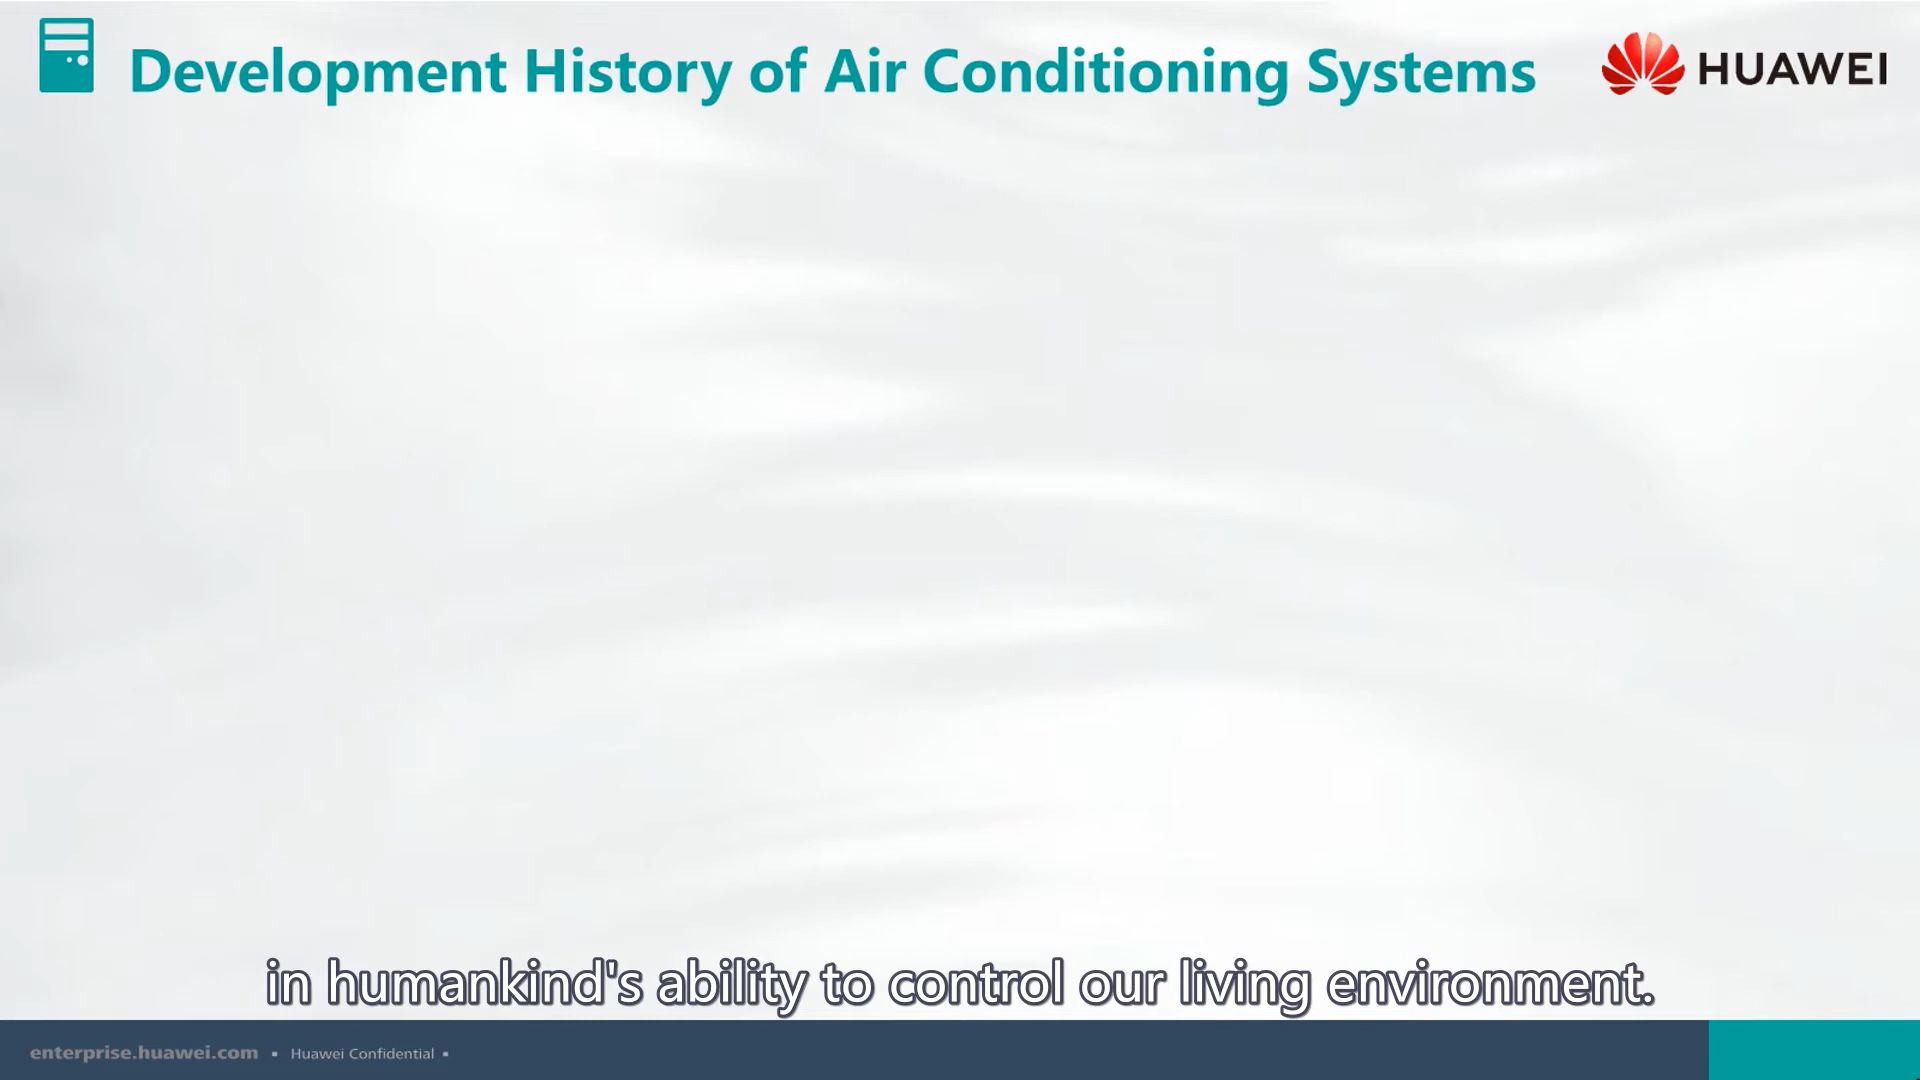 Development History of Air Conditioning Systems
HUAWEI
in humankind's ability to control our living environment.
enterprise.huawei.com ▪ Huawei Confidential ▪